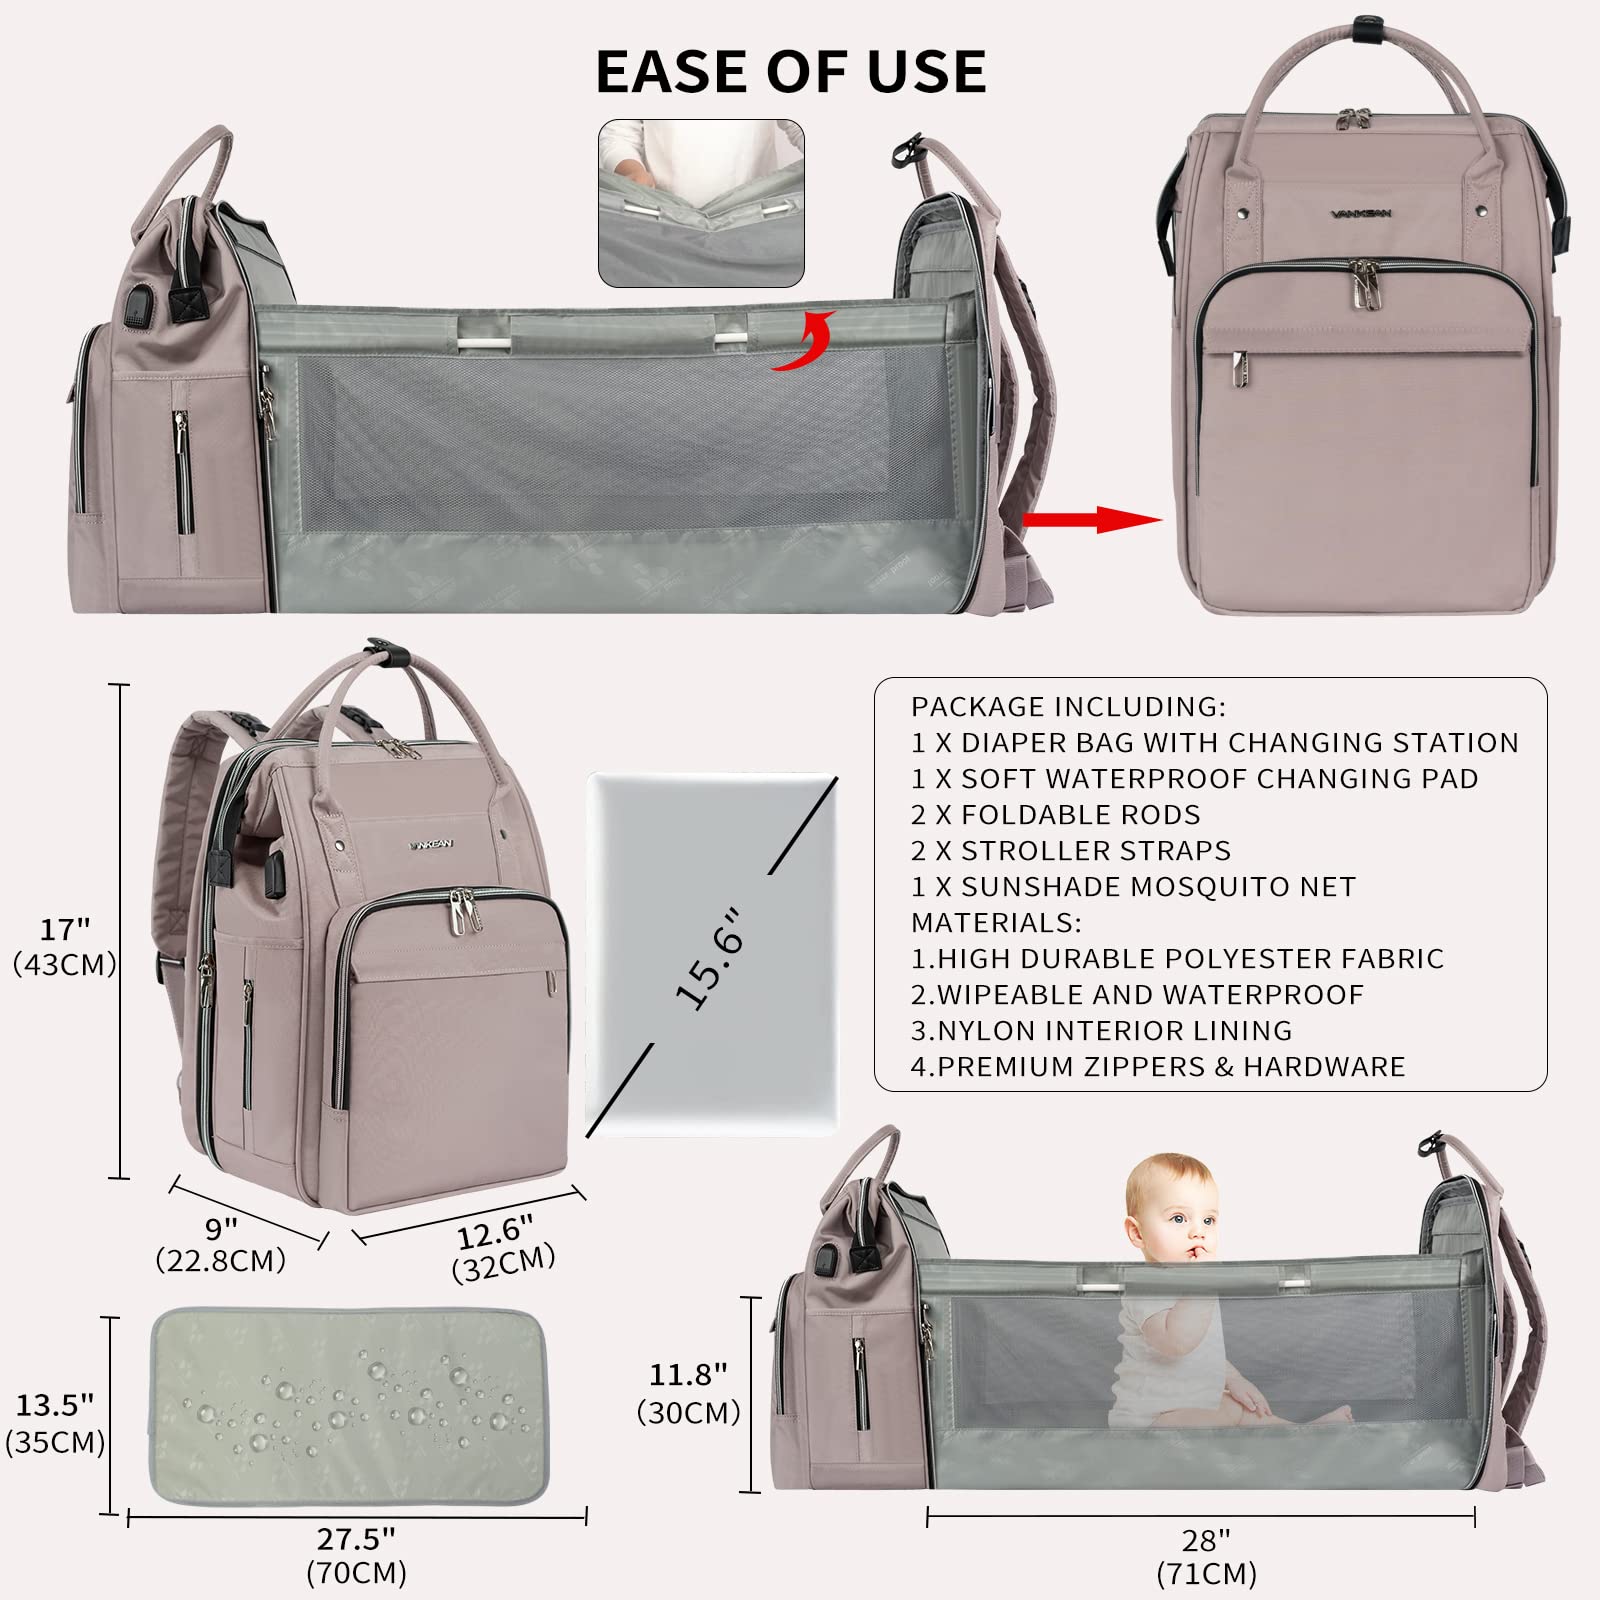 EASE OF USE
VANKEAN
17"
(43CM)
VANKEAN
15.6"
9"
(22.8CM)
12.6"
(32CM)
PACKAGE INCLUDING:
1 X DIAPER BAG WITH CHANGING STATION
1 X SOFT WATERPROOF CHANGING PAD
2 X FOLDABLE RODS
2 X STROLLER STRAPS
1 X SUNSHADE MOSQUITO NET
MATERIALS:
1.HIGH DURABLE POLYESTER FABRIC
2.WIPEABLE AND WATERPROOF
3.NYLON INTERIOR LINING
4.PREMIUM ZIPPERS & HARDWARE
13.5"
(35CM)
27.5"
(70CM)
11.8"
(30CM)
28"
(71CM)